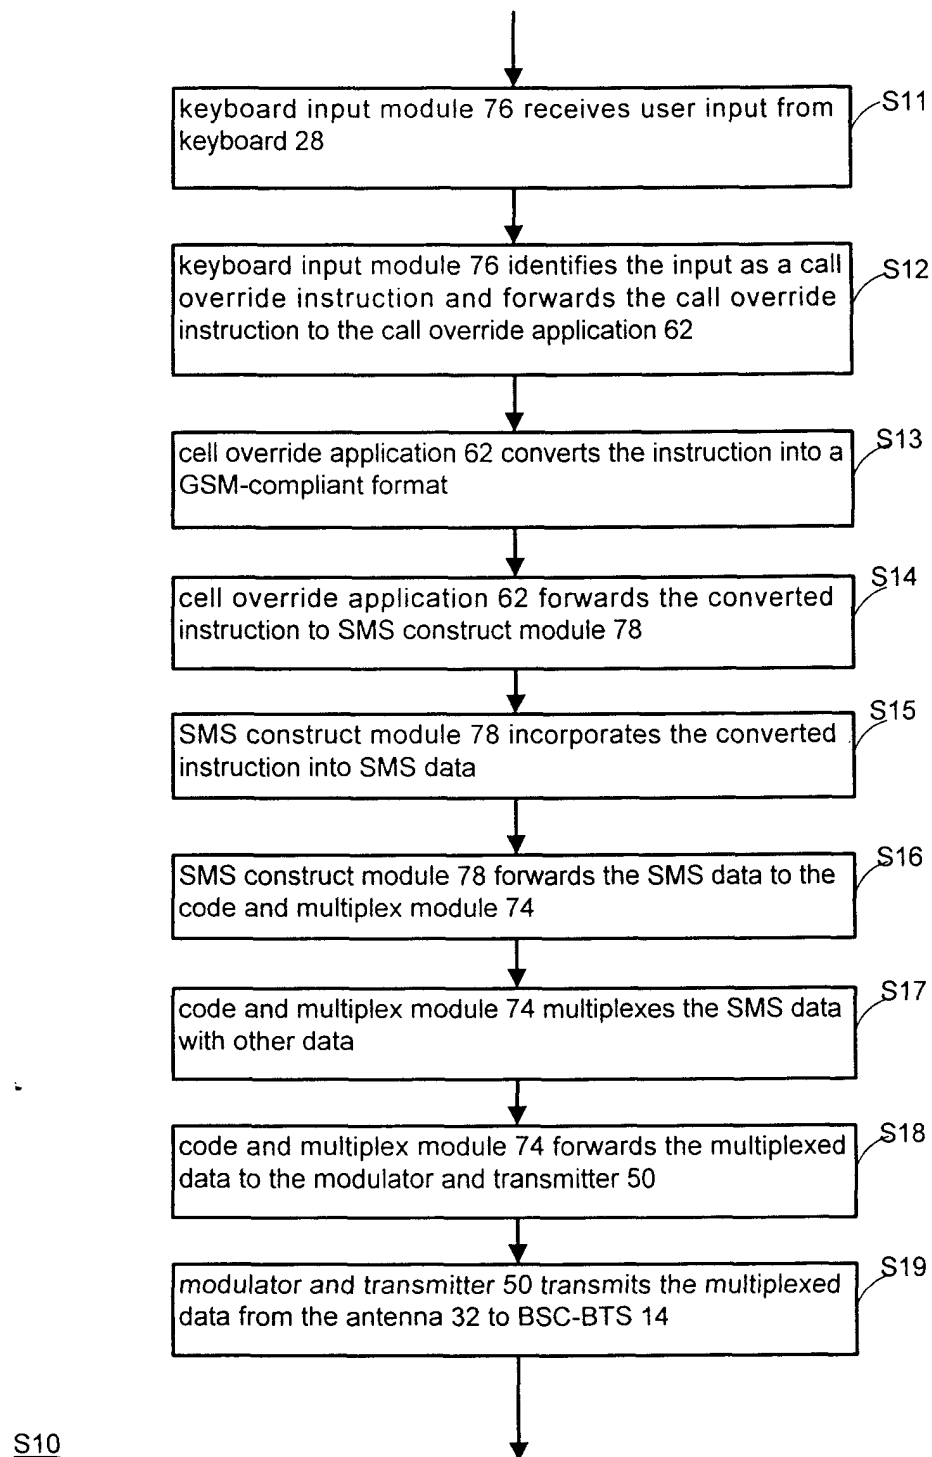 keyboard input module 76 receives user input from
keyboard 28
S11
keyboard input module 76 identifies the input as a call
override instruction and forwards the call override
instruction to the call override application 62
S12
cell override application 62 converts the instruction into a
GSM-compliant format
S13
cell override application 62 forwards the converted
instruction to SMS construct module 78
S14
SMS construct module 78 incorporates the converted
instruction into SMS data
S15
SMS construct module 78 forwards the SMS data to the
code and multiplex module 74
S16
code and multiplex module 74 multiplexes the SMS data
with other data
S17
code and multiplex module 74 forwards the multiplexed
data to the modulator and transmitter 50
S18
modulator and transmitter 50 transmits the multiplexed
data from the antenna 32 to BSC-BTS 14
S19
S10